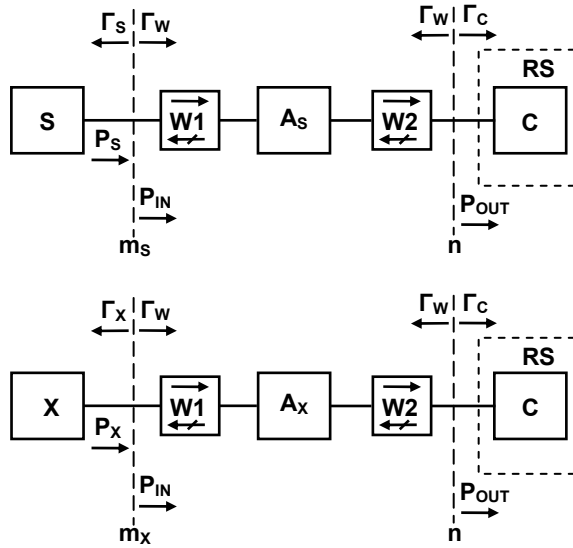 ΓS ΓW ΓW ΓC
RS
S W1 AS W2 C
PS
PIN POUT
mS n
ΓX ΓW ΓW ΓC
RS
X W1 AX W2 C
PX
PIN POUT
mX n